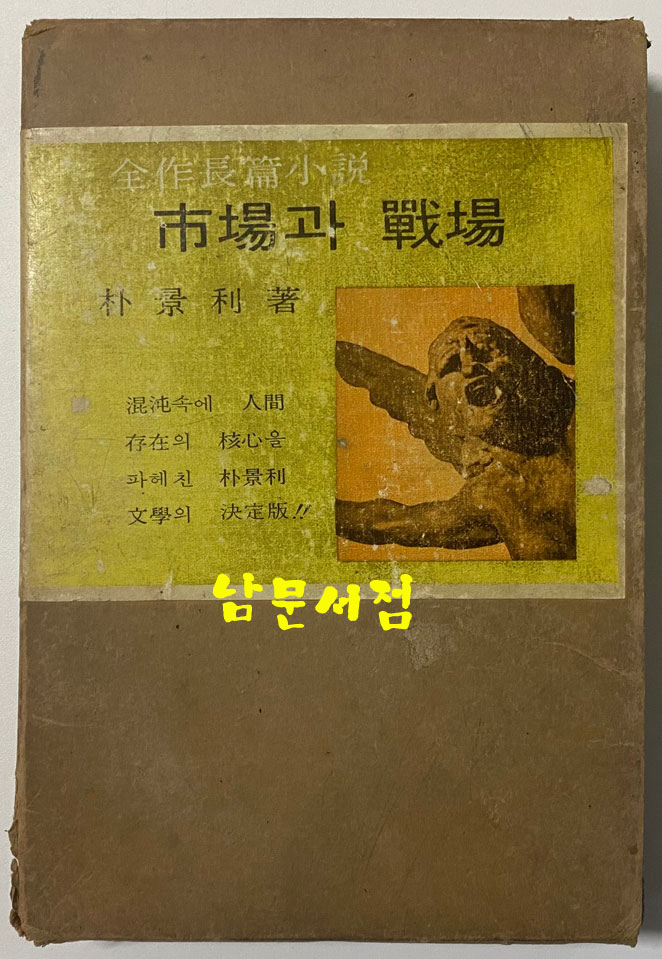 全作長篇小説
市場과 戰場
朴景利著
混沌속에 人間
存在의 核心을
파헤친 朴景利
文學의 決定版!!
남문서점